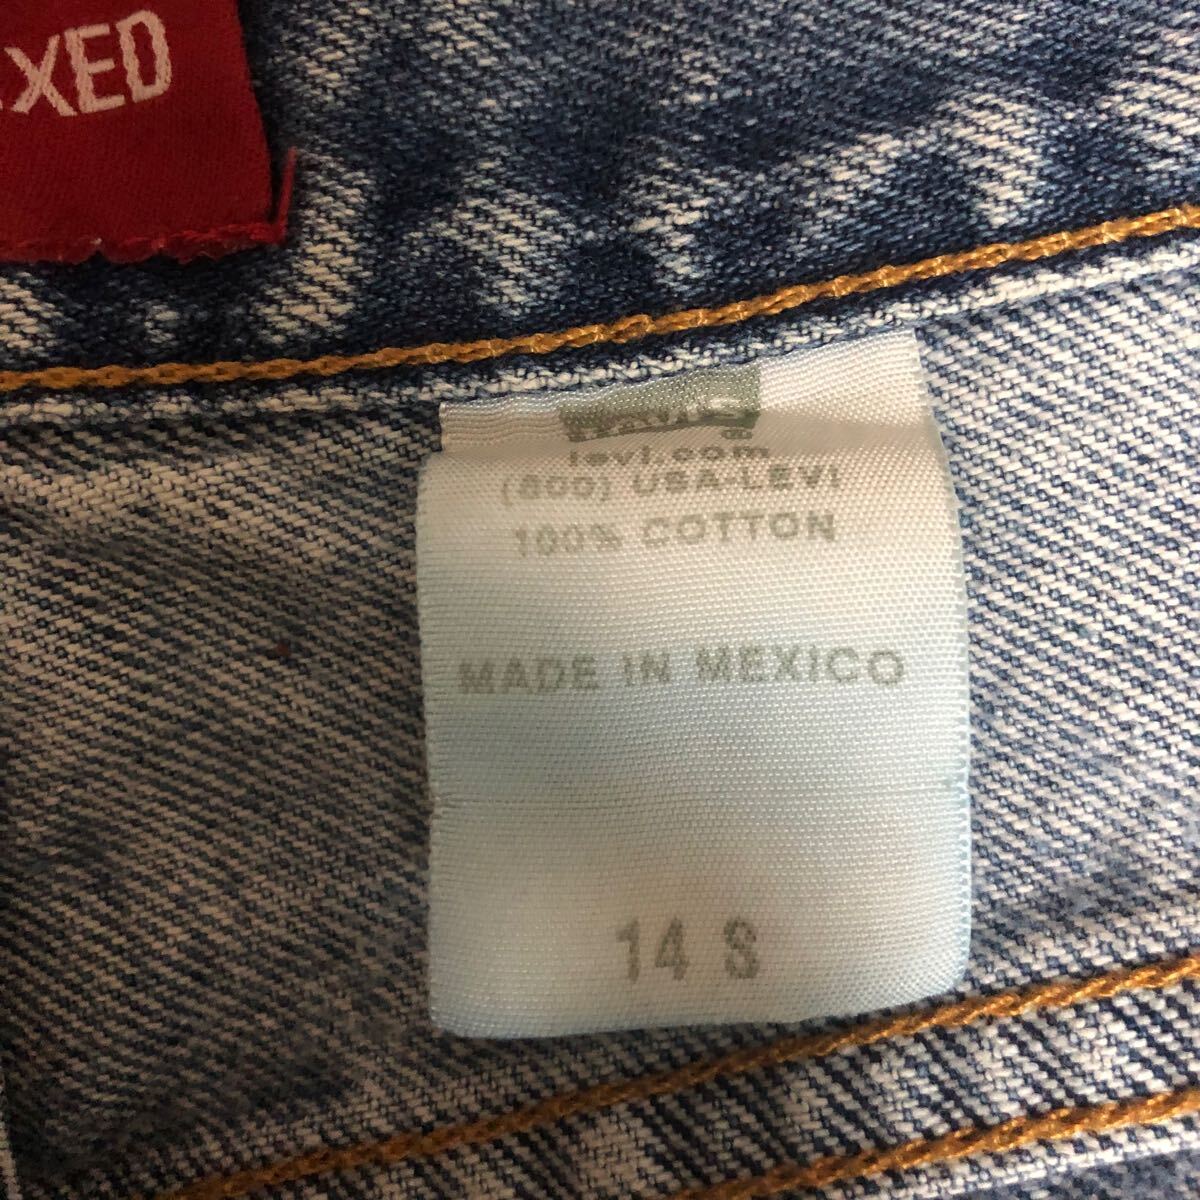 XED
levi.com
(800) USA-LEVI
100% COTTON
MADE IN MEXICO
14 S